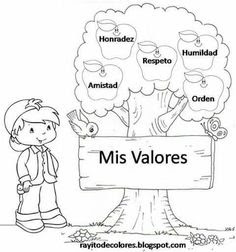 Honradez
Humildad
Respeto
Amistad
Orden
Mis Valores
rayitodecolores.blogspot.com